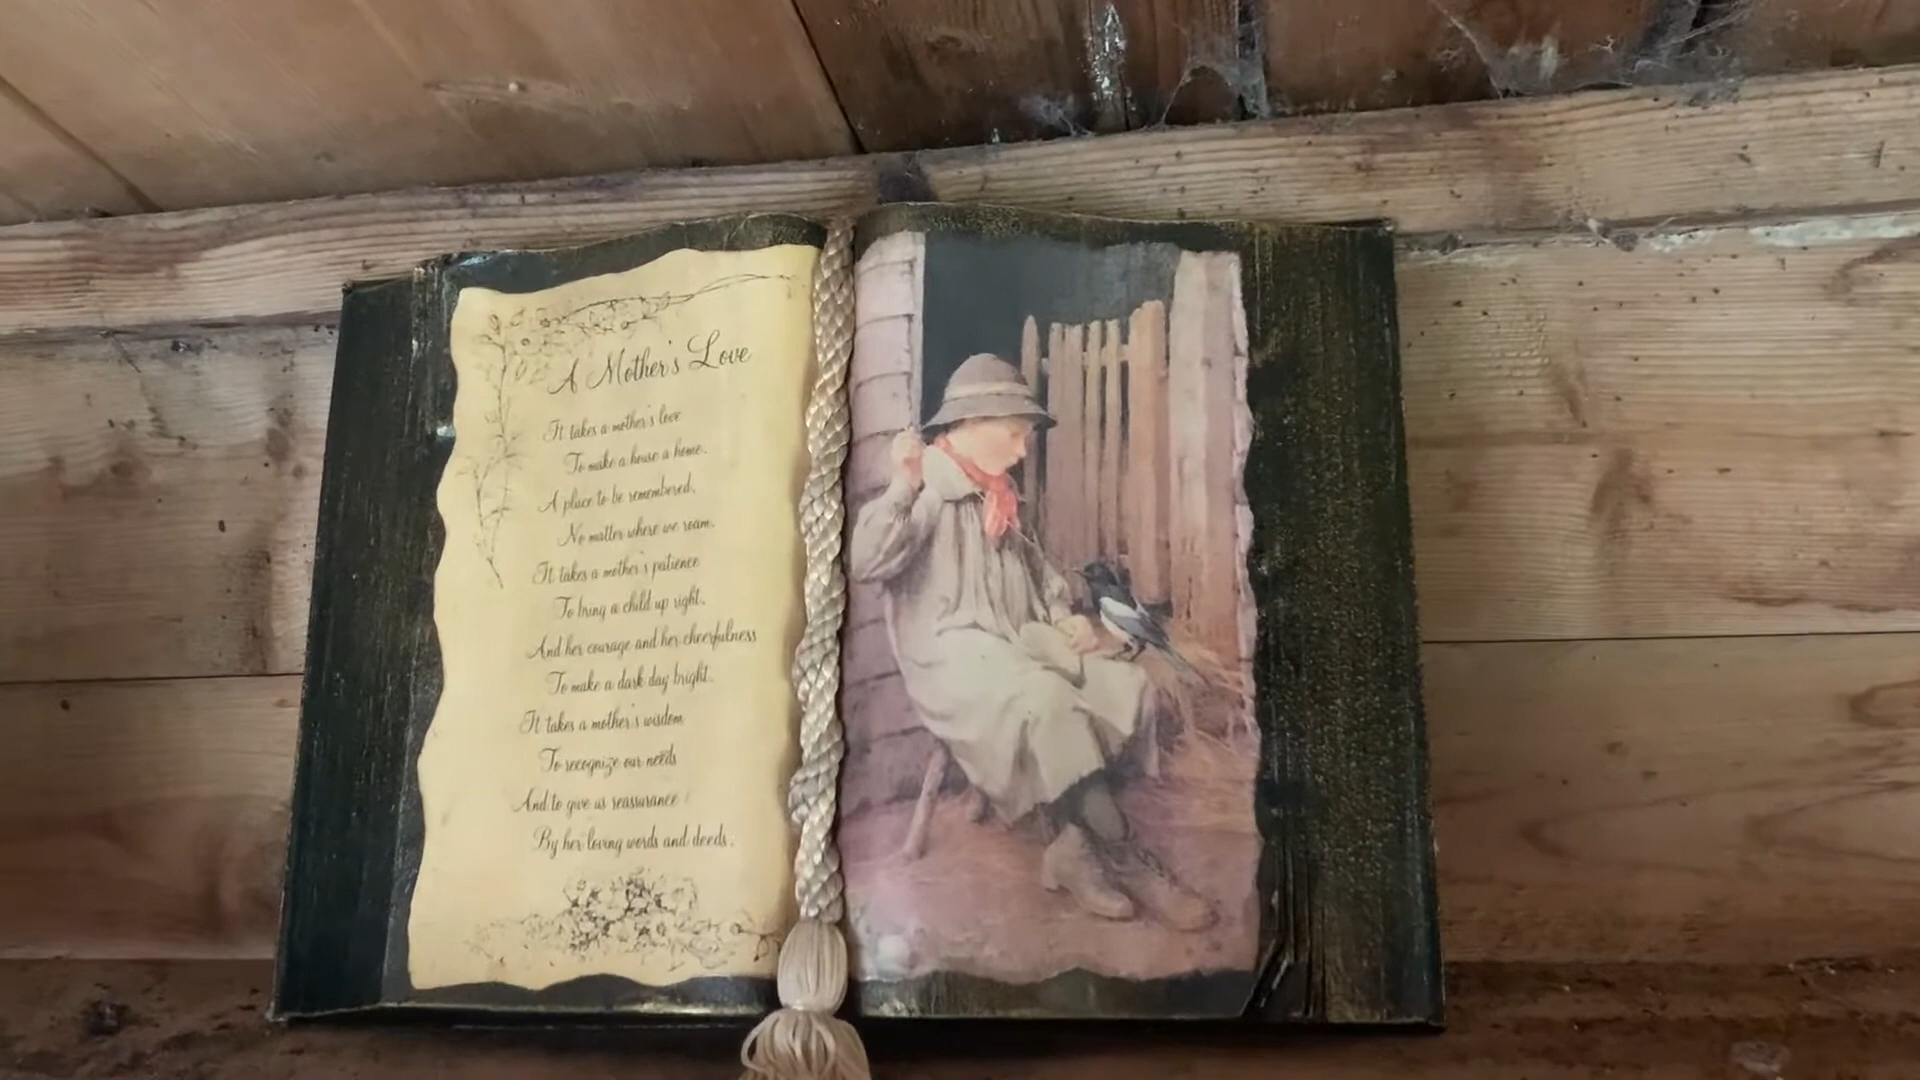 A Mother's Love
It takes a mother's love
To make a house a home.
A place to be remembered,
No matter where we roam.
It takes a mother's patience
To bring a child up right.
And her courage and her cheerfulness
To make a dark day bright.
It takes a mother's wisdom
To recognize our needs
And to give us reassurance
By her loving words and deeds.